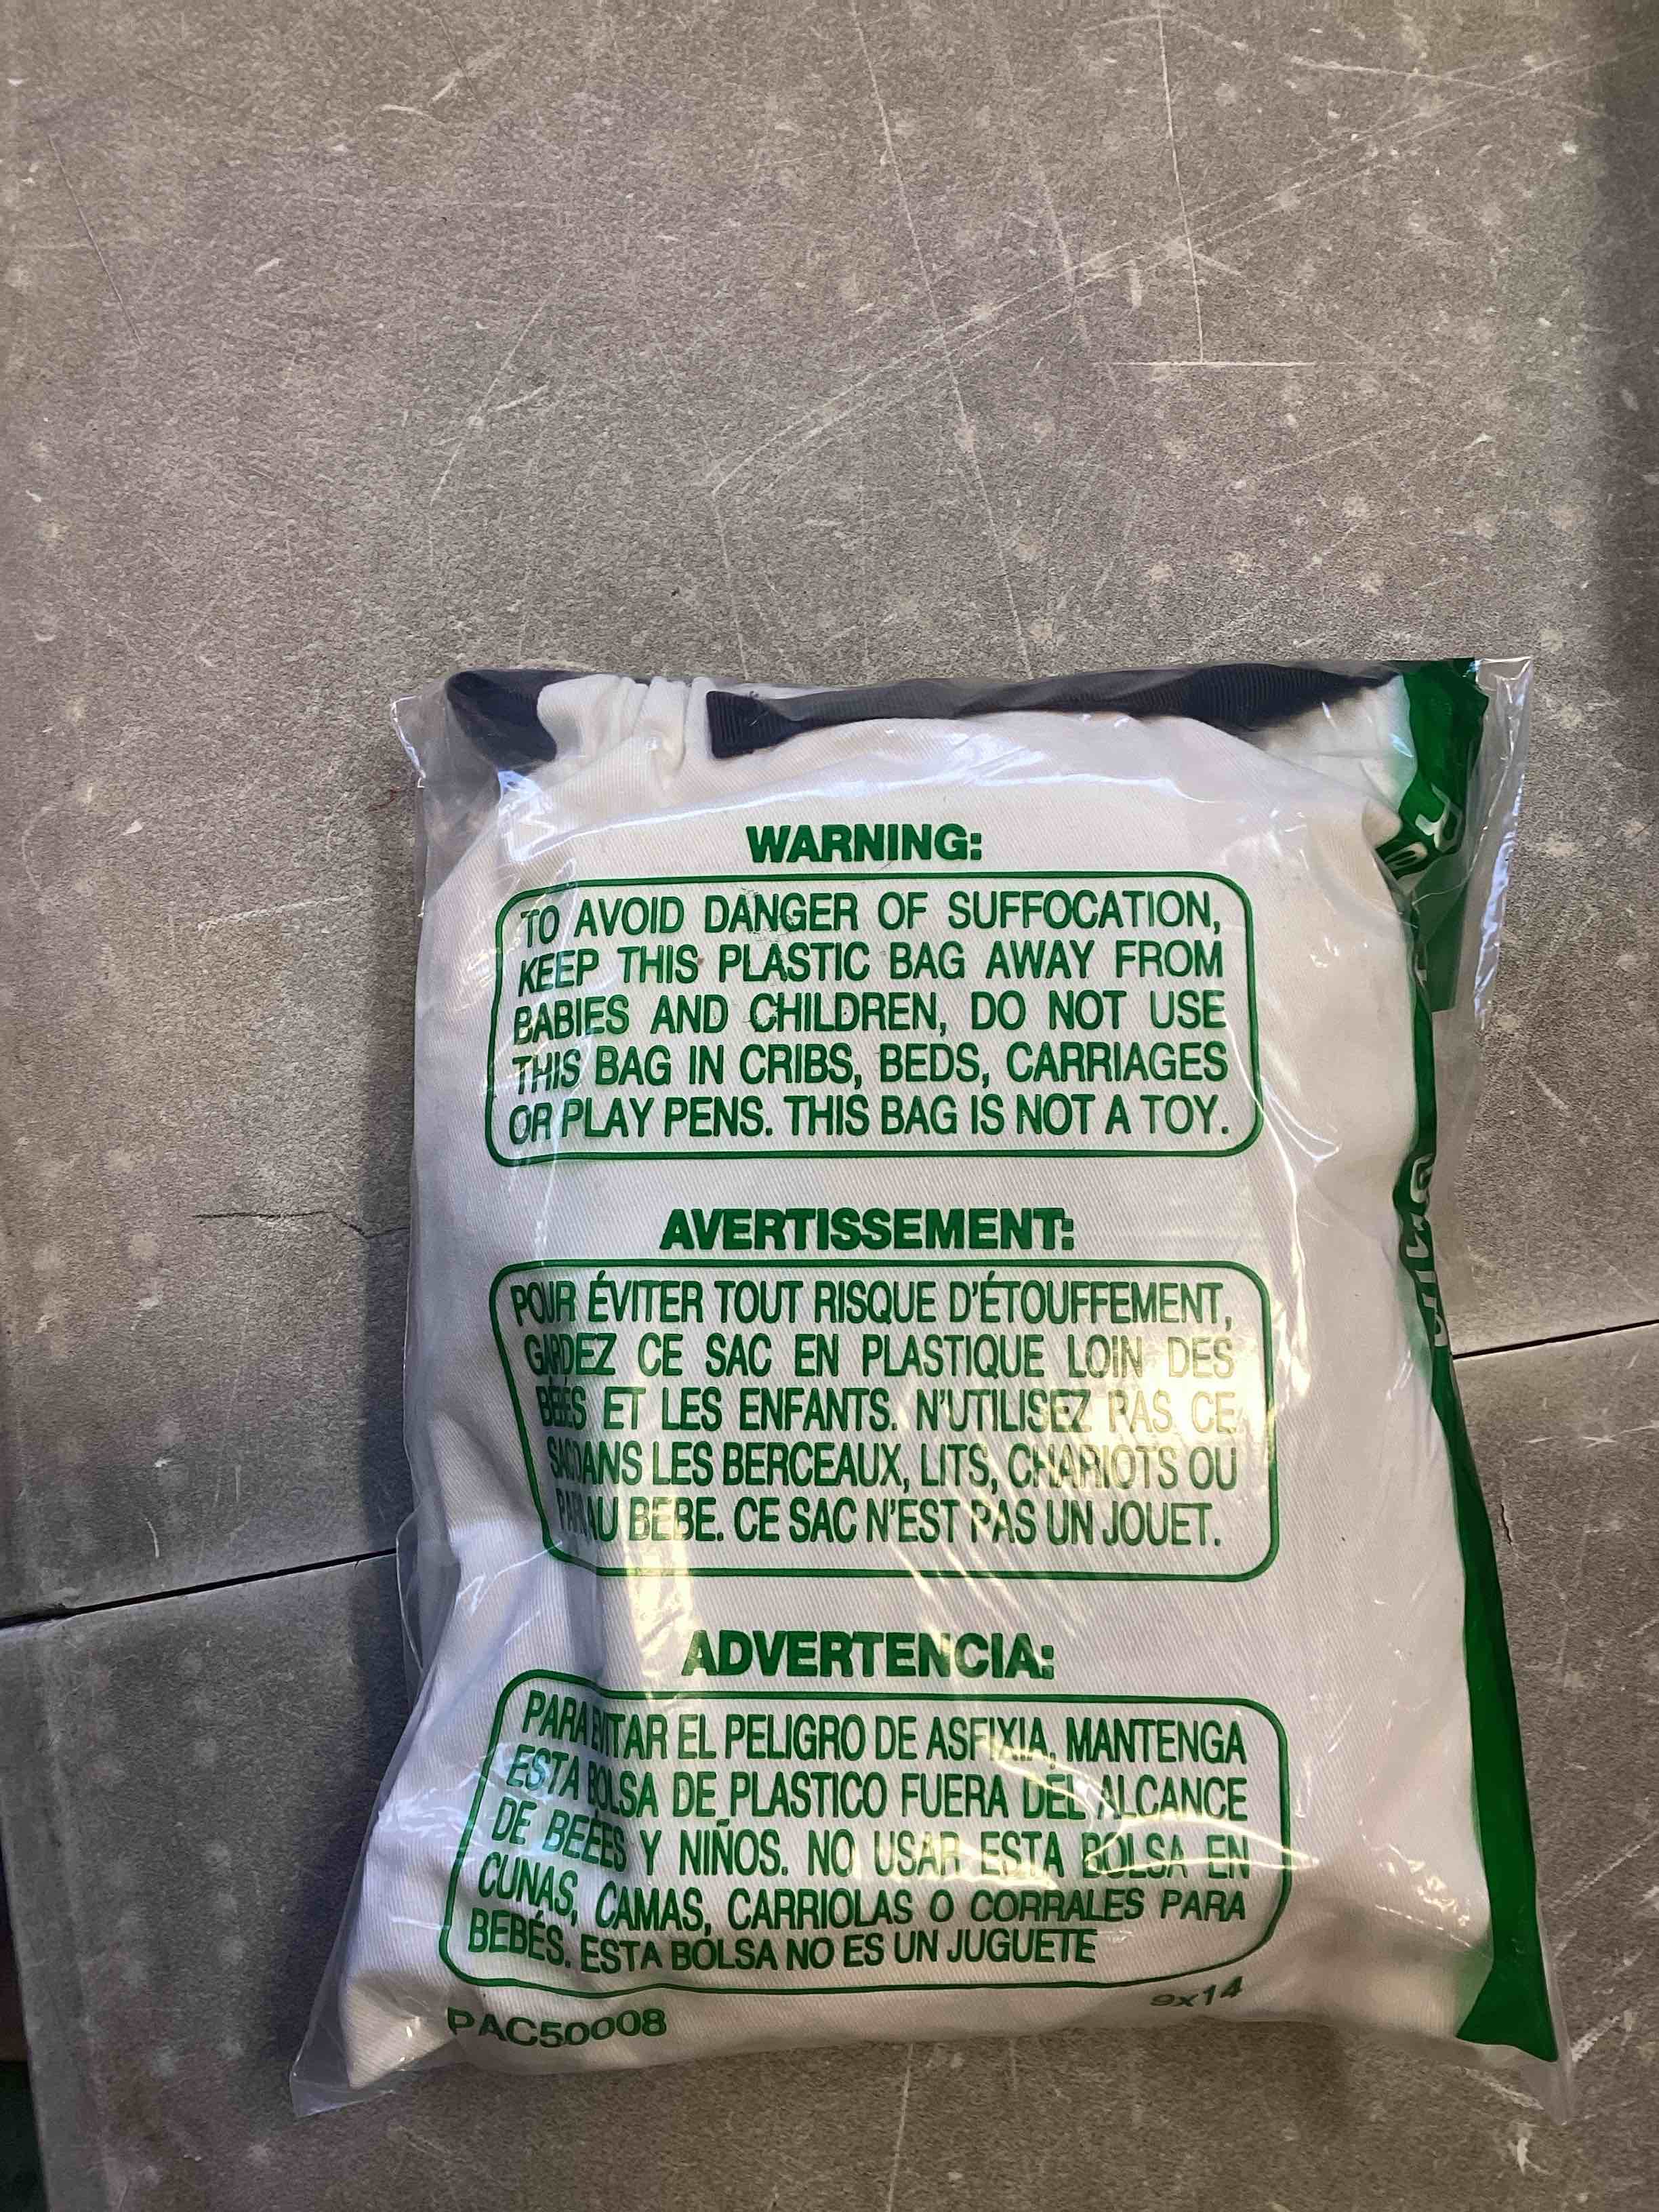 WARNING:
TO AVOID DANGER OF SUFFOCATION,
KEEP THIS PLASTIC BAG AWAY FROM
BABIES AND CHILDREN, DO NOT USE
THIS BAG IN CRIBS, BEDS, CARRIAGES
OR PLAY PENS. THIS BAG IS NOT A TOY.
AVERTISSEMENT:
POUR ÉVITER TOUT RISQUE D'ÉTOUFFEMENT,
GARDEZ CE SAC EN PLASTIQUE LOIN DES
BÉBÉS ET LES ENFANTS. N'UTILISEZ PAS CE
SAC DANS LES BERCEAUX, LITS, CHARIOTS OU
BEBE. CE SAC N'EST PAS UN JOUET.
ADVERTENCIA:
PARA EVITAR EL PELIGRO DE ASFIXIA, MANTENGA
ESTA BOLSA DE PLASTICO FUERA DEL ALCANCE
DE BEBÉS Y NIÑOS. NO USAR ESTA BOLSA EN
CUNAS, CAMAS, CARRIOLAS O CORRALES PARA
BEBÉS. ESTA BOLSA NO ES UN JUGUETE
PAC50008
9x14